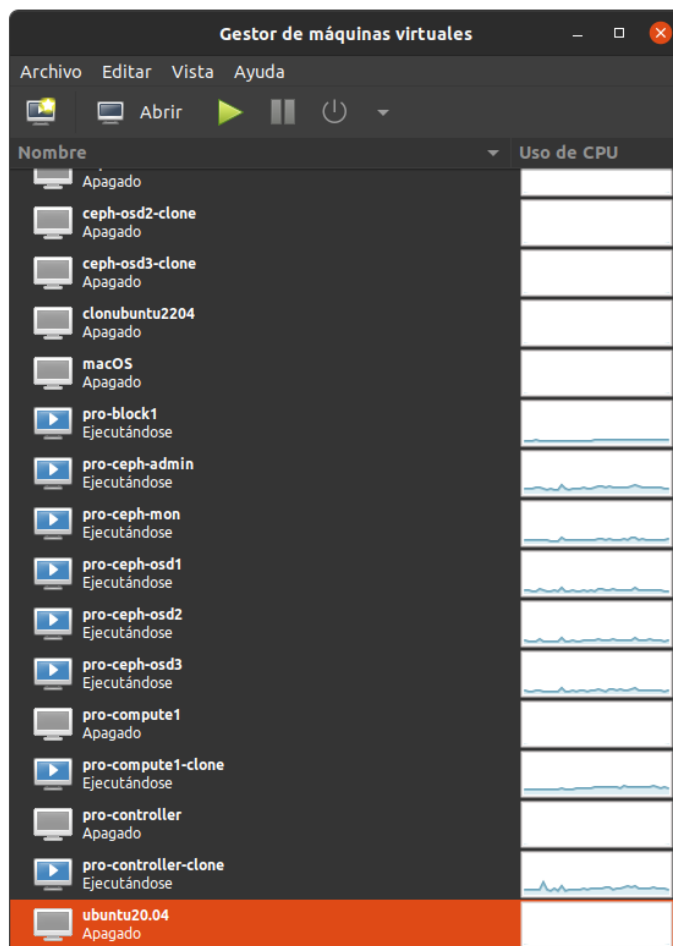 Gestor de máquinas virtuales
Archivo Editar Vista Ayuda
Abrir
Nombre Uso de CPU
Apagado
ceph-osd2-clone
Apagado
ceph-osd3-clone
Apagado
clonubuntu2204
Apagado
macOS
Apagado
pro-block1
Ejecutándose
pro-ceph-admin
Ejecutándose
pro-ceph-mon
Ejecutándose
pro-ceph-osd1
Ejecutándose
pro-ceph-osd2
Ejecutándose
pro-ceph-osd3
Ejecutándose
pro-compute1
Apagado
pro-compute1-clone
Ejecutándose
pro-controller
Apagado
pro-controller-clone
Ejecutándose
ubuntu20.04
Apagado